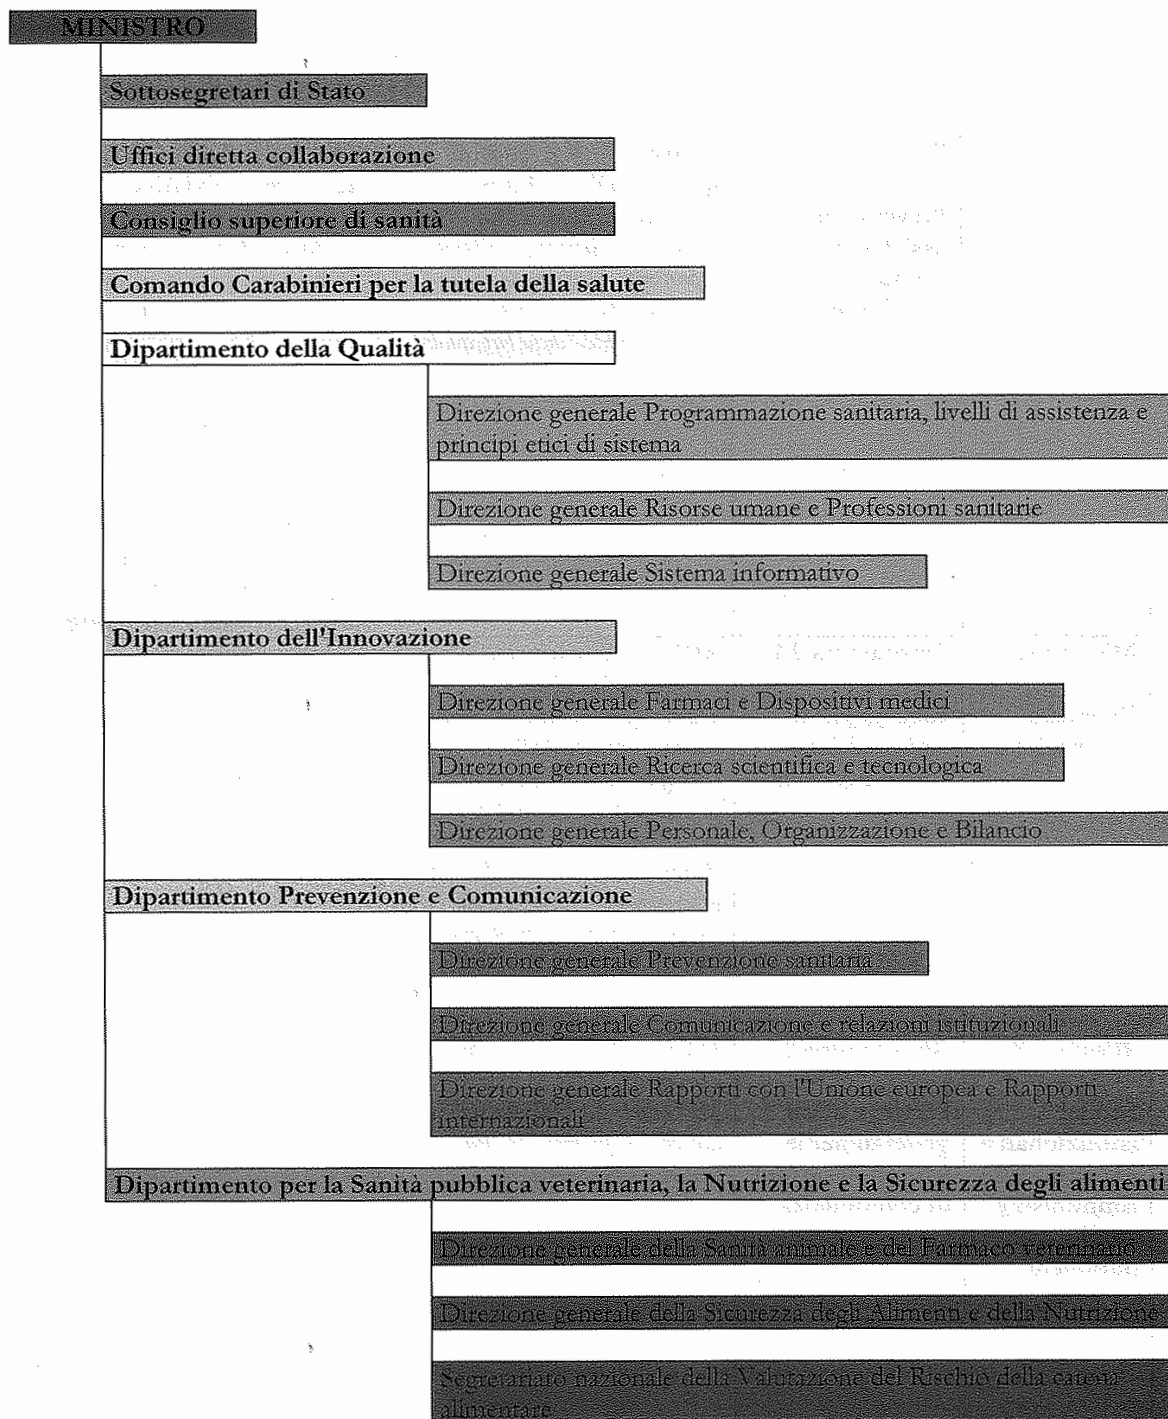 MINISTRO
Sottosegretari di Stato
Uffici diretta collaborazione
Consiglio superiore di sanità
Comando Carabinieri per la tutela della salute
Dipartimento della Qualità
Direzione generale Programmazione sanitaria, livelli di assistenza e
principi etici di sistema
Direzione generale Risorse umane e Professioni sanitarie
Direzione generale Sistema informativo
Dipartimento dell'Innovazione
Direzione generale Farmaci e Dispositivi medici
Direzione generale Ricerca scientifica e tecnologica
Direzione generale Personale, Organizzazione e Bilancio
Dipartimento Prevenzione e Comunicazione
Direzione generale Prevenzione sanitaria
Direzione generale Comunicazione e relazioni istituzionali
Direzione generale Rapporti con l'Unione europea e Rapporti
internazionali
Dipartimento per la Sanità pubblica veterinaria, la Nutrizione e la Sicurezza degli alimenti
Direzione generale della Sanità animale e del Farmaco veterinario
Direzione generale della Sicurezza degli Alimenti e della Nutrizione
Segretariato nazionale della Valutazione del Rischio della catena
alimentare